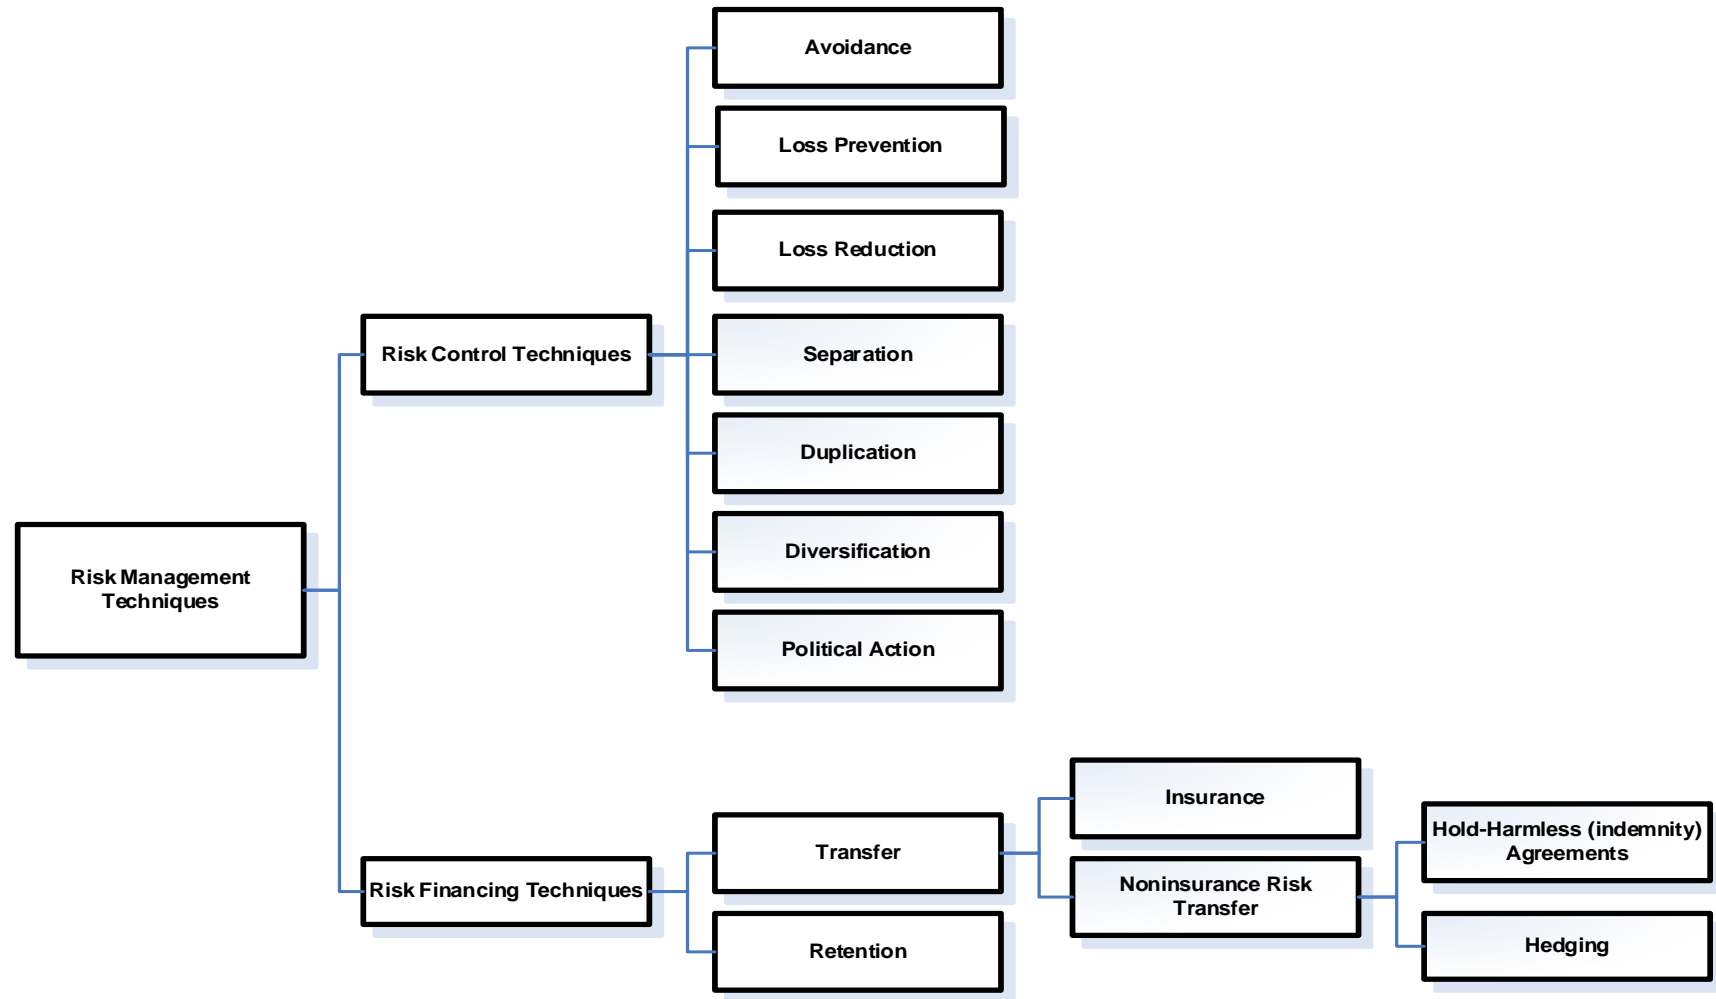 Avoidance
Loss Prevention
Loss Reduction
Risk Control Techniques
Separation
Duplication
Diversification
Risk Management
Techniques
Political Action
Insurance
Hold-Harmless (indemnity)
Agreements
Transfer
Risk Financing Techniques
Noninsurance Risk
Transfer
Retention
Hedging